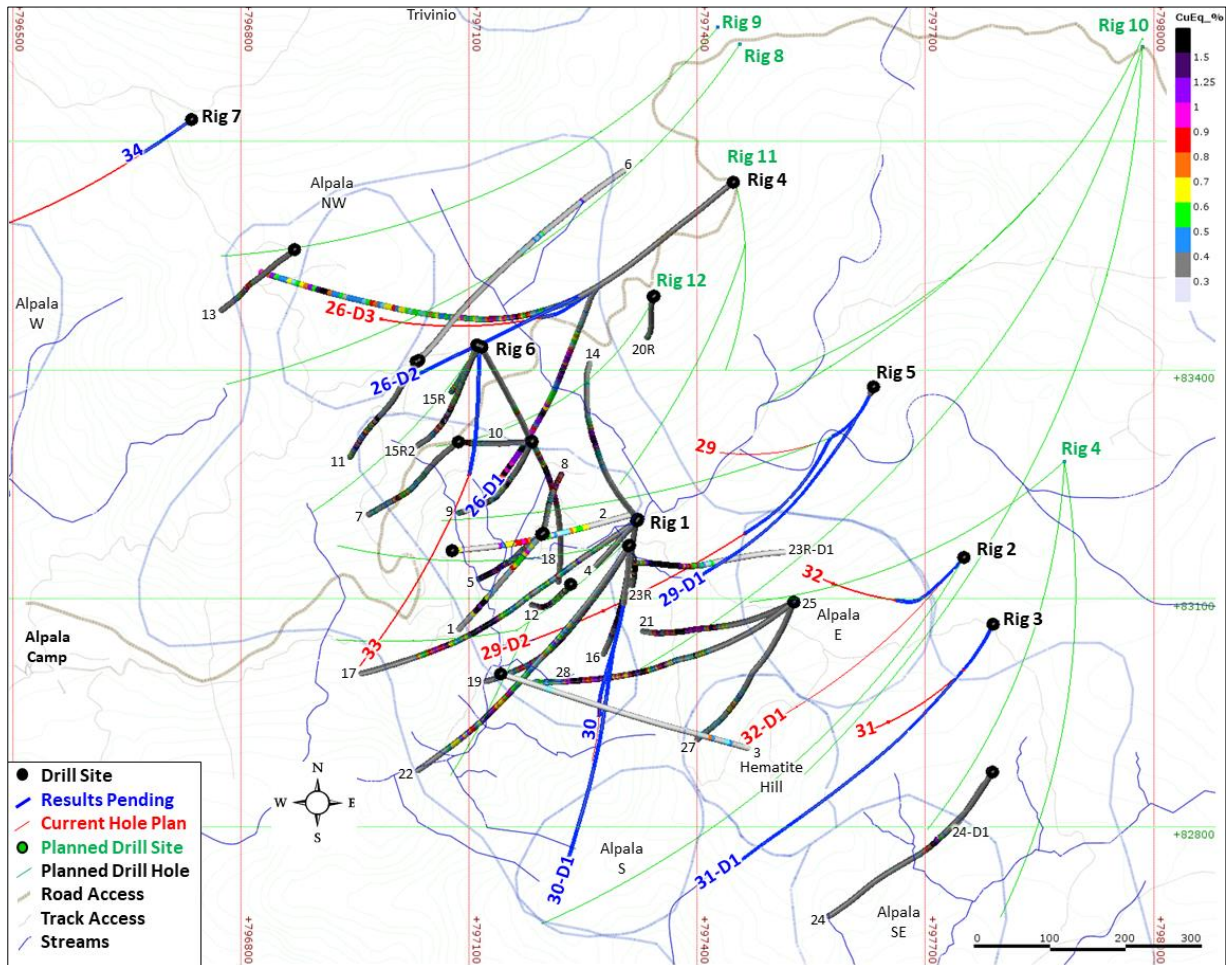 Trivinio
+796500
+796800
+797100
+797400
+797700
+798000
Rig 9
Rig 8
Rig 10
CuEq_%
1.5
1.25
1
0.9
0.8
0.7
0.6
0.5
0.4
0.3
Rig 7
34
Alpala
NW
6
Rig 11
Rig 4
Alpala
W
13
26-D3
Rig 12
20R
26-D2
Rig 6
14
Rig 5
+83400
15R
15R2
11
10
29
Rig 4
8
7
9
26-D1
2
Rig 1
18
5
4
23R-D1
Rig 2
32
29-D1
23R
12
1
25
Alpala
E
+83100
Rig 3
21
29-D2
16
Alpala
Camp
33
17
19
28
30
32-D1
31
27
3
Hematite
Hill
22
Drill Site
Results Pending
Current Hole Plan
Planned Drill Site
Planned Drill Hole
Road Access
Track Access
Streams
N
W
E
S
+82800
24-D1
Alpala
S
30-D1
31-D1
24
Alpala
SE
+796800
+797100
+797400
+797700
0
100
200
300